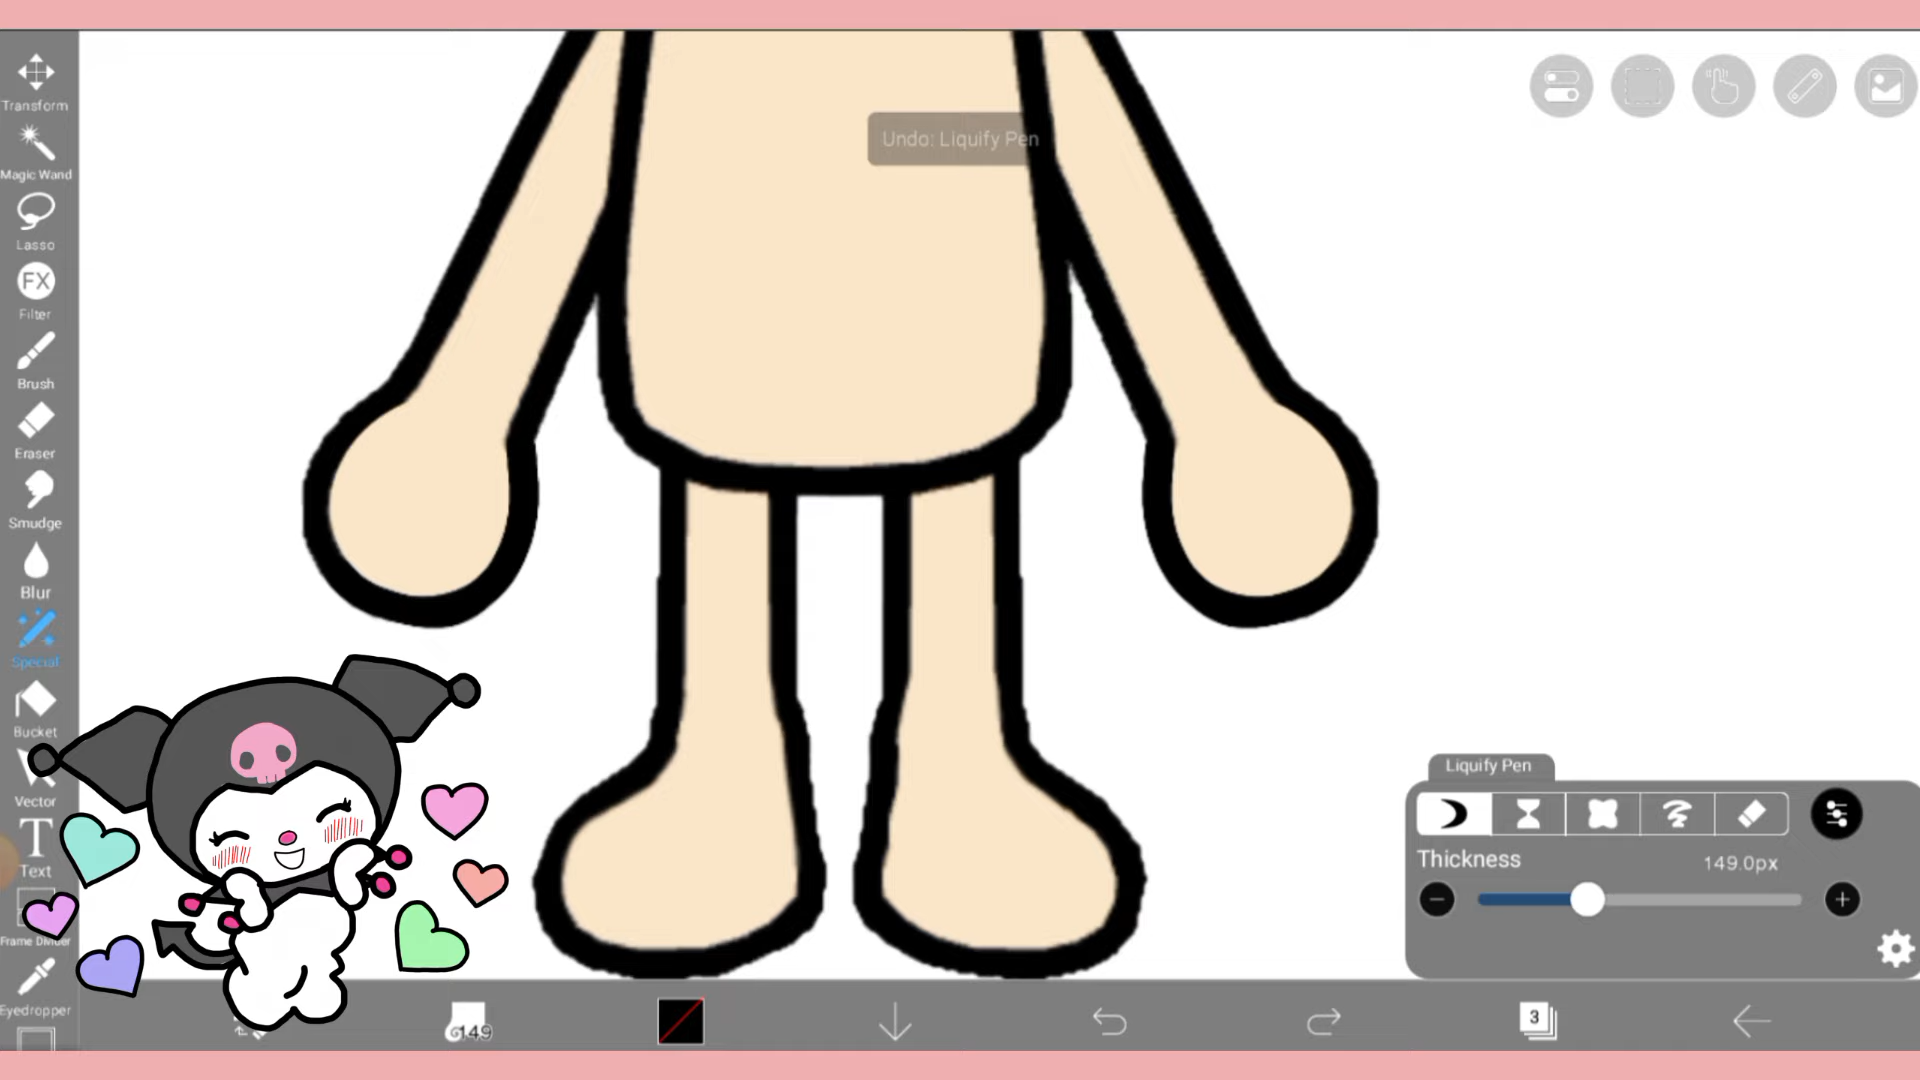 Transform
Magic Wand
Lasso
FX
Filter
Brush
Eraser
Smudge
Blur
Special
Bucket
Vector
T
Text
Frame Divider
Eyedropper
Undo: Liquify Pen
Liquify Pen
Thickness
149.0px
149
3